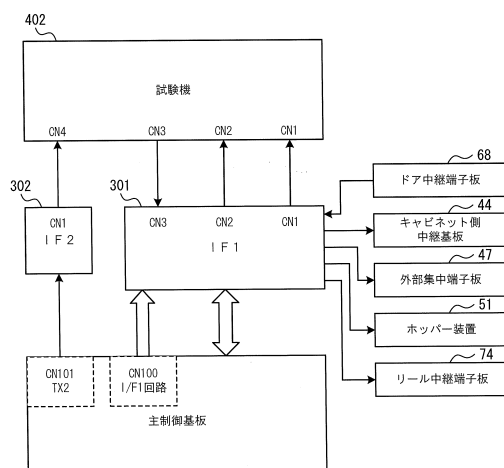 402
試験機
CN4
CN3
CN2
CN1
302
CN1
IF2
301
CN3
CN2
CN1
IF1
68
ドア中継端子板
44
キャビネット側
中継基板
47
外部集中端子板
51
ホッパー装置
74
リール中継端子板
CN101
TX2
CN100
I/F1回路
主制御基板